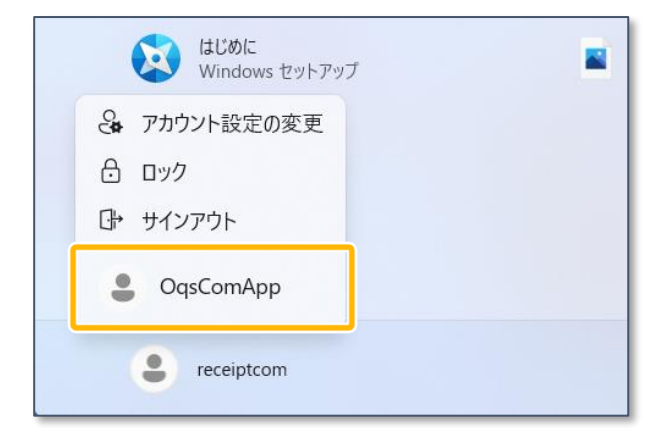 はじめに
Windows セットアップ
アカウント設定の変更
ロック
サインアウト
OqsComApp
receiptcom